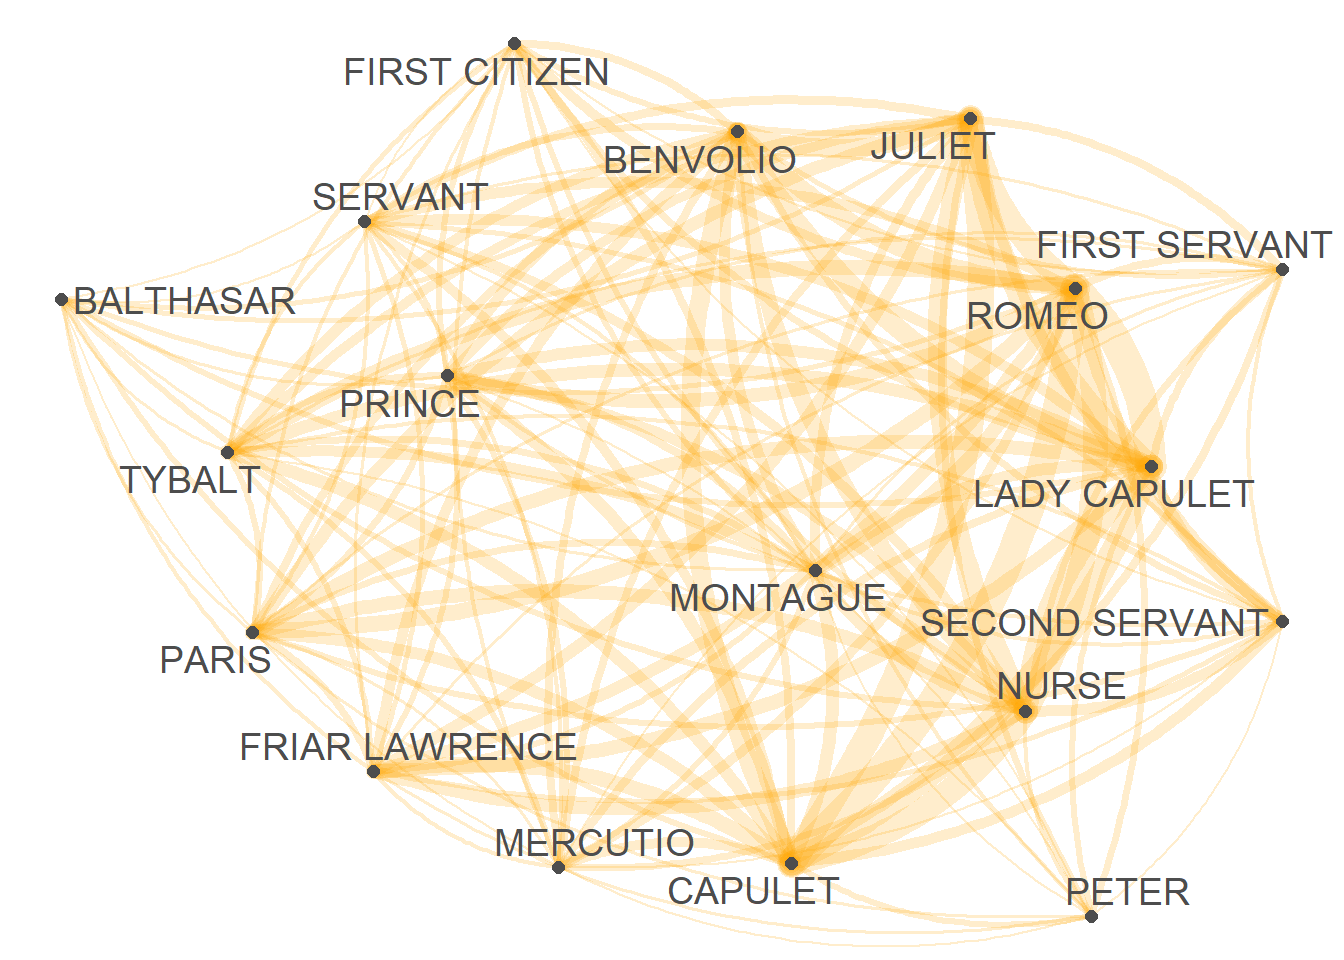 FIRST CITIZEN
JULIET
BENVOLIO
SERVANT
FIRST SERVANT
BALTHASAR
ROMEO
PRINCE
TYBALT
LADY CAPULET
MONTAGUE
SECOND SERVANT
PARIS
NURSE
FRIAR LAWRENCE
MERCUTIO
CAPULET
PETER